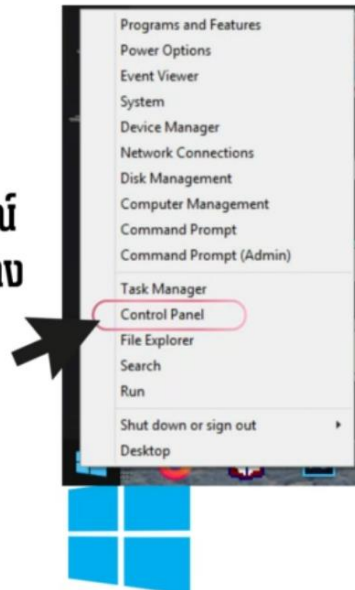 Programs and Features
Power Options
Event Viewer
System
Device Manager
Network Connections
Disk Management
Computer Management
Command Prompt
Command Prompt (Admin)
Task Manager
Control Panel
File Explorer
Search
Run
Shut down or sign out
Desktop